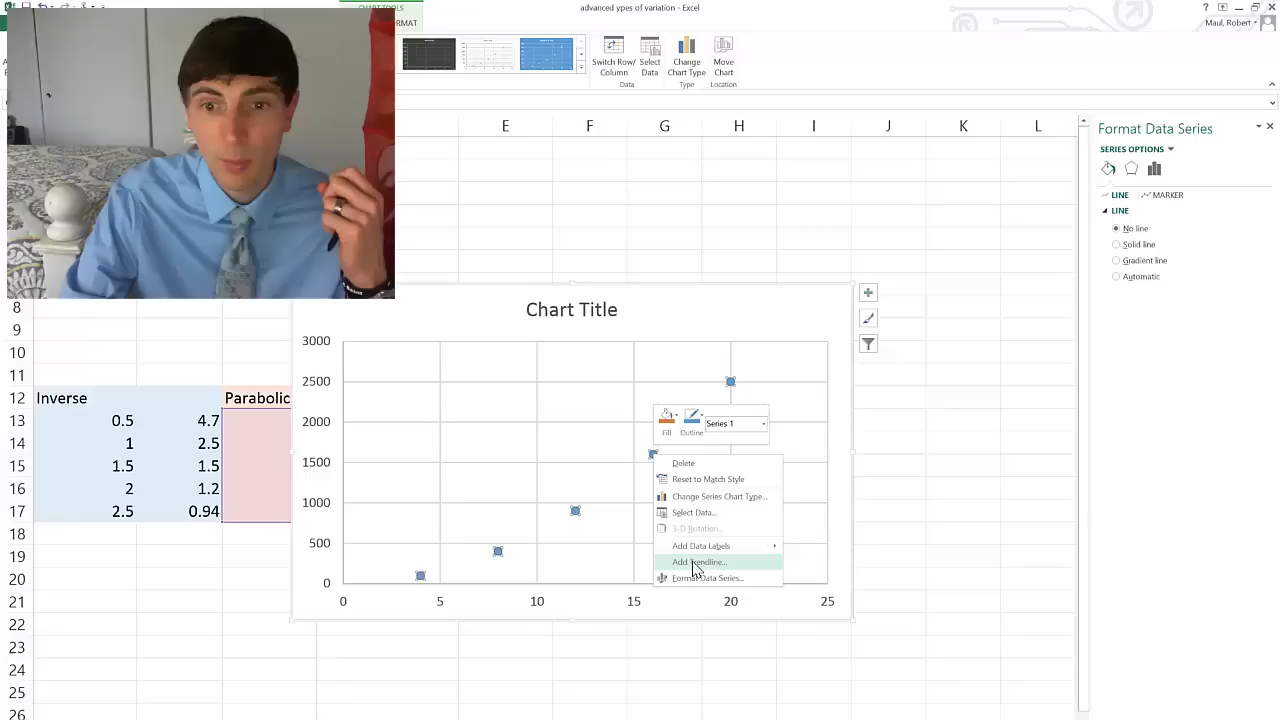 CHART TOOLS
advanced types of variation - Excel
FORMAT
Maul, Robert
Switch Row/
Column
Select
Data
Change
Chart Type
Move
Chart
Data
Type
Location
E F G H I J K L
Format Data Series
SERIES OPTIONS
LINE MARKER
LINE
No line
Solid line
Gradient line
Automatic
Chart Title
3000
2500
2000
1500
1000
500
0
0 5 10 15 20 25
8
9
10
11
12 Inverse Parabolic
13 0.5 4.7
14 1 2.5
15 1.5 1.5
16 2 1.2
17 2.5 0.94
18
19
20
21
22
23
24
25
26
Fill Outline Series 1
Delete
Reset to Match Style
Change Series Chart Type...
Select Data...
3-D Rotation...
Add Data Labels
Add Trendline...
Format Data Series...